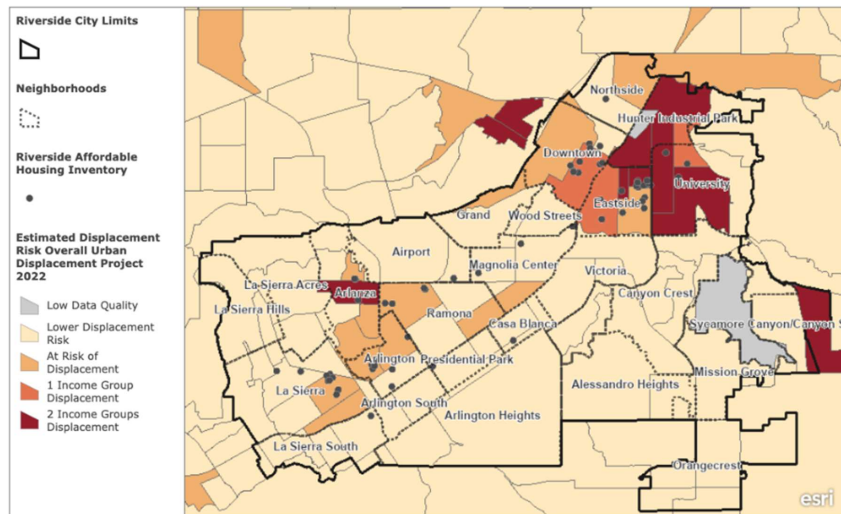 Riverside City Limits
Neighborhoods
Riverside Affordable
Housing Inventory
Estimated Displacement
Risk Overall Urban
Displacement Project
2022
Low Data Quality
Lower Displacement
Risk
At Risk of
Displacement
1 Income Group
Displacement
2 Income Groups
Displacement
Northside
Hunter Industrial Park
Downtown
University
Eastside
Grand
Wood Streets
Airport
Magnolia Center
Victoria
La Sierra Acres
Arlanza
Canyon Crest
La Sierra Hills
Ramona
Casa Blanca
Sycamore Canyon/Canyon S
Arlington
Presidential Park
Mission Grove
La Sierra
Alessandro Heights
Arlington South
Arlington Heights
La Sierra South
Orangecrest
esri